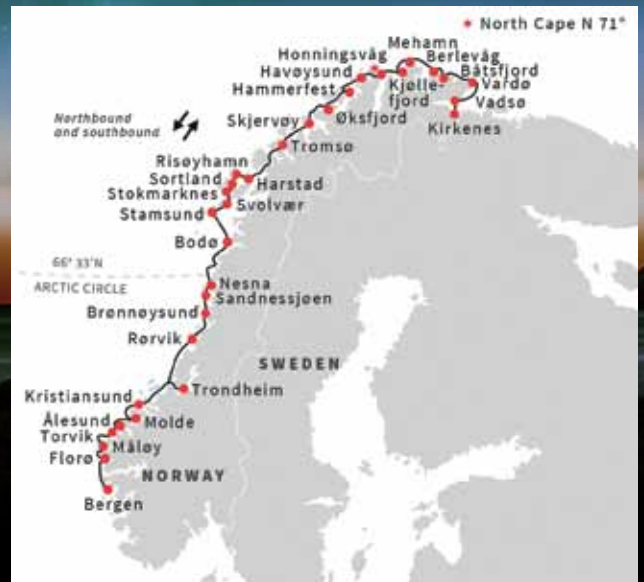 North Cape N 71°
Mehamn
Honningsvåg
Berlevåg
Havøysund
Båtsfjord
Hammerfest
Kjølle-
fjord
Vardø
Vadsø
Northbound
and southbound
Skjervøy
Øksfjord
Kirkenes
Tromsø
Risøyhamn
Sortland
Harstad
Stokmarknes
Svolvær
Stamsund
Bodø
66° 33'N
ARCTIC CIRCLE
Nesna
Sandnessjøen
Brønnøysund
Rørvik
SWEDEN
Trondheim
Kristiansund
Ålesund
Molde
Torvik
Måløy
Florø
NORWAY
Bergen